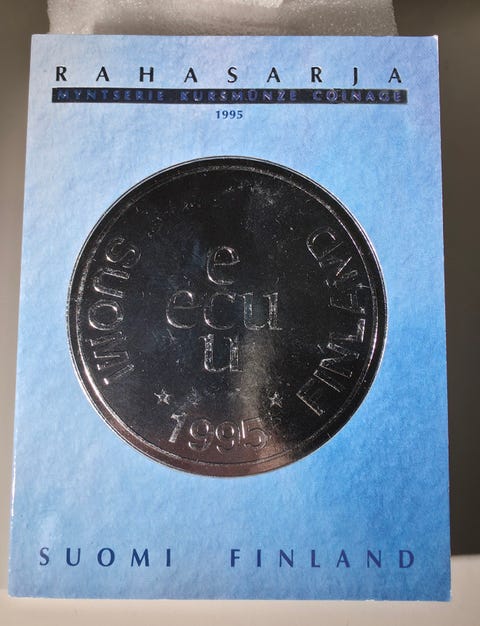 RAHASARJA
MYNTSERIE KURSMÜNZE COINAGE
1995
SUOMI
e
ecu
u
FINLAND
1995
SUOMI FINLAND